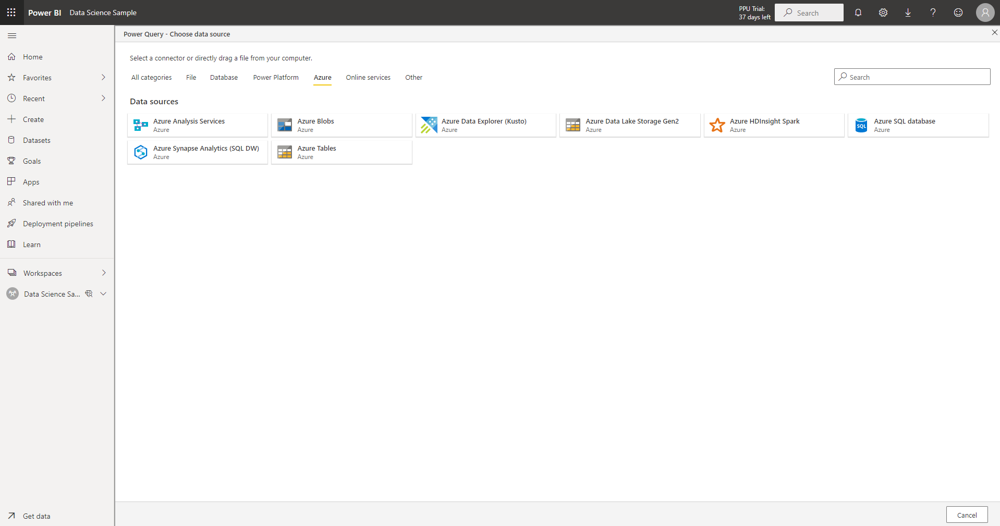 Power BI Data Science Sample
PPU Trial:
37 days left
Search
Power Query - Choose data source
Home
Favorites
Recent
Create
Datasets
Goals
Apps
Shared with me
Deployment pipelines
Learn
Workspaces
Data Science Sa...
Get data
Select a connector or directly drag a file from your computer.
All categories File Database Power Platform Azure Online services Other
Search
Data sources
Azure Analysis Services
Azure
Azure Blobs
Azure
Azure Data Explorer (Kusto)
Azure
Azure Data Lake Storage Gen2
Azure
Azure HDInsight Spark
Azure
SQL
Azure SQL database
Azure
Azure Synapse Analytics (SQL DW)
Azure
Azure Tables
Azure
Cancel